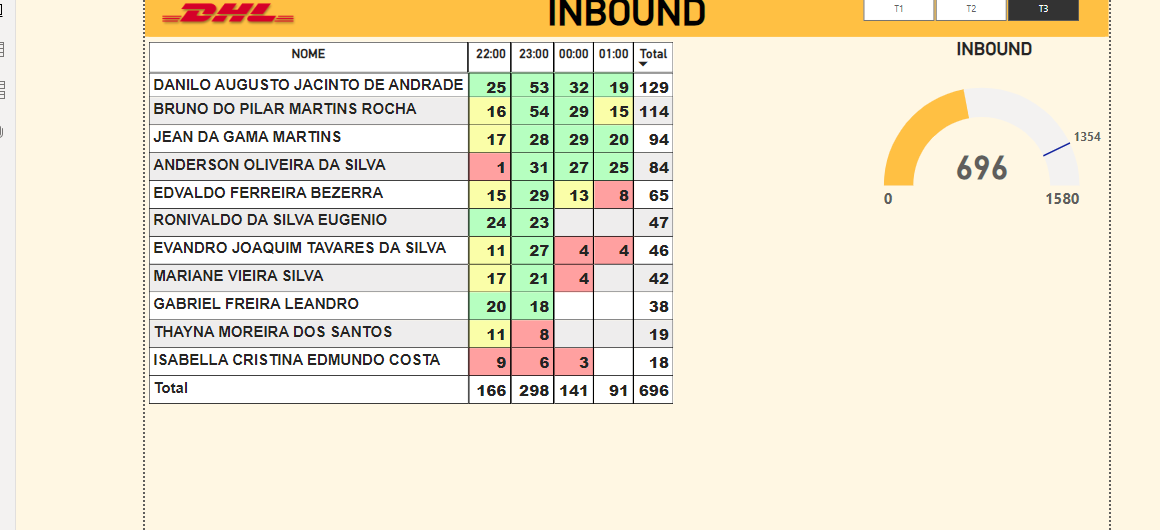 DHL
INBOUND
T1 T2 T3
NOME 22:00 23:00 00:00 01:00 Total
DANILO AUGUSTO JACINTO DE ANDRADE 25 53 32 19 129
BRUNO DO PILAR MARTINS ROCHA 16 54 29 15 114
JEAN DA GAMA MARTINS 17 28 29 20 94
ANDERSON OLIVEIRA DA SILVA 1 31 27 25 84
EDVALDO FERREIRA BEZERRA 15 29 13 8 65
RONIVALDO DA SILVA EUGENIO 24 23 47
EVANDRO JOAQUIM TAVARES DA SILVA 11 27 4 4 46
MARIANE VIEIRA SILVA 17 21 4 42
GABRIEL FREIRA LEANDRO 20 18 38
THAYNA MOREIRA DOS SANTOS 11 8 19
ISABELLA CRISTINA EDMUNDO COSTA 9 6 3 18
Total 166 298 141 91 696
INBOUND
1354
696
0 1580